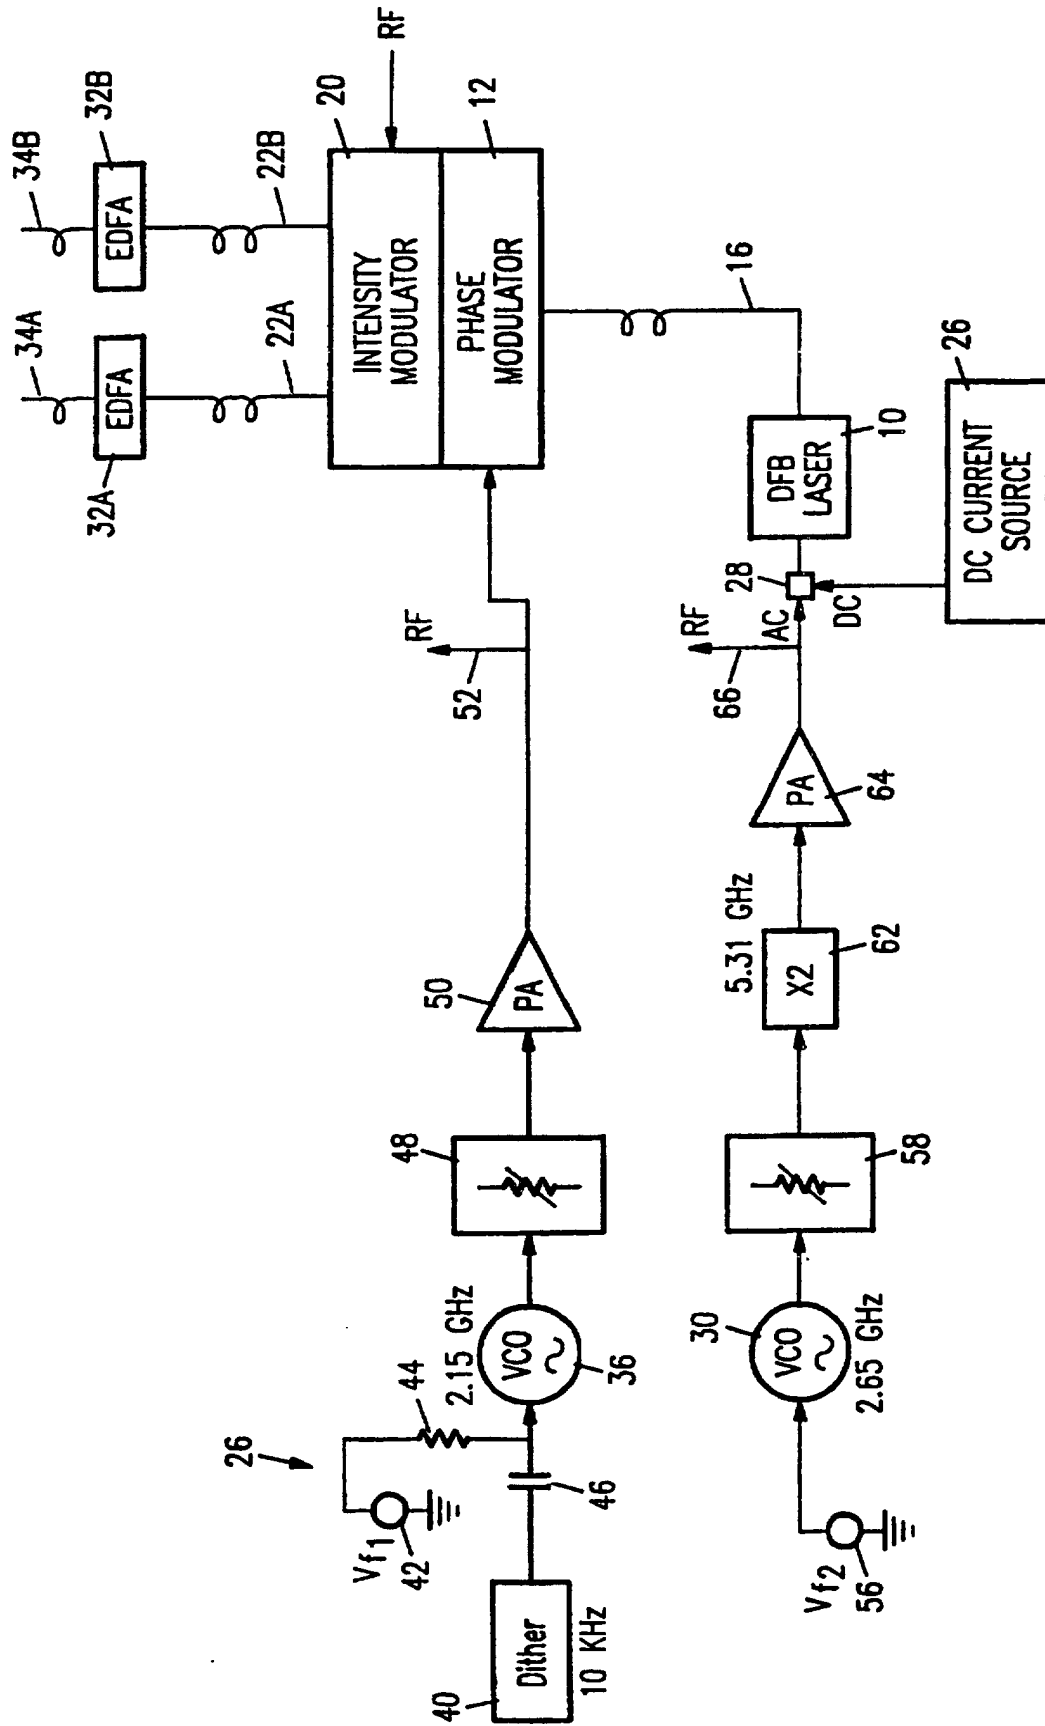 34B
32B
EDFA
22B
34A
EDFA
32A
22A
20
RF
INTENSITY
MODULATOR
12
PHASE
MODULATOR
16
26
Vf1
42
44
40
Dither
10 KHz
46
2.15 GHz
VCO
36
48
50
PA
52
RF
Vf2
56
30
VCO
2.65 GHz
58
5.31 GHz
X2
62
PA
64
66
RF
AC
28
DC
DFB
LASER
10
26
DC CURRENT
SOURCE